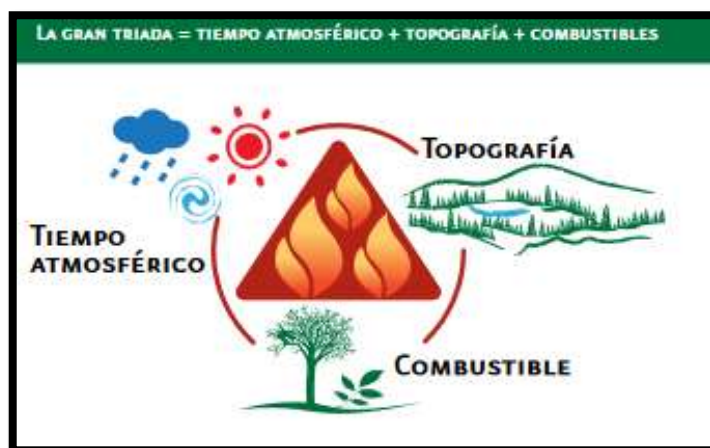 LA GRAN TRIADA = TIEMPO ATMOSFÉRICO + TOPOGRAFÍA + COMBUSTIBLES
TOPOGRAFÍA
TIEMPO
ATMOSFÉRICO
COMBUSTIBLE